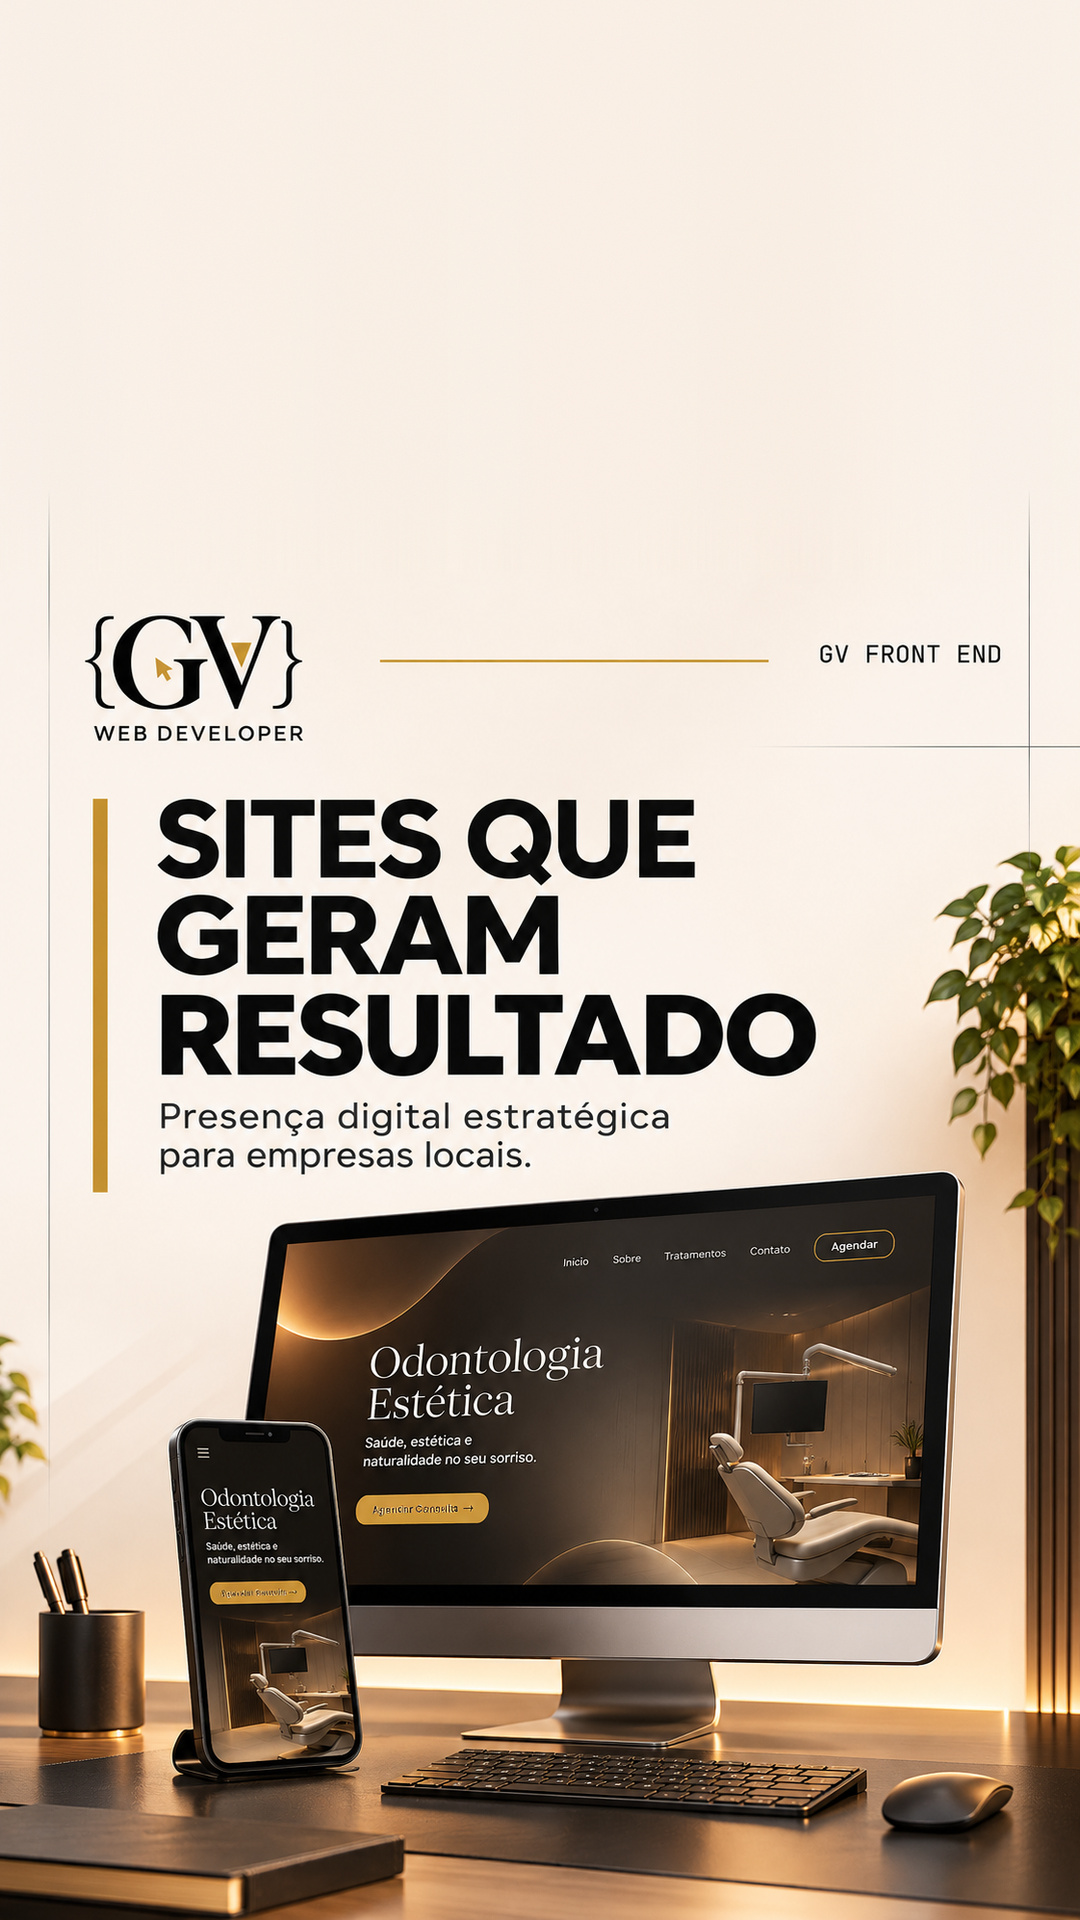 {GV}
WEB DEVELOPER
GV FRONT END
SITES QUE
GERAM
RESULTADO
Presença digital estratégica
para empresas locais.
Início Sobre Tratamentos Contato Agendar
Odontologia
Estética
Saúde, estética e
naturalidade no seu sorriso.
→
Odontologia
Estética
Saúde, estética e
naturalidade no seu sorriso.